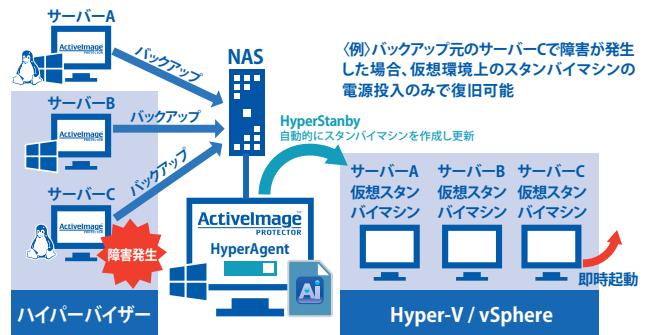 サーバーA
ActiveImage
PROTECTOR
バックアップ
サーバーB
ActiveImage
PROTECTOR
バックアップ
サーバーC
ActiveImage
PROTECTOR
バックアップ
障害発生
ハイパーバイザー
NAS
ActiveImage™
PROTECTOR
HyperAgent
Ai
〈例〉バックアップ元のサーバーCで障害が発生
した場合、仮想環境上のスタンバイマシンの
電源投入のみで復旧可能
HyperStanby
自動的にスタンバイマシンを作成し更新
サーバーA
仮想スタン
バイマシン
サーバーB
仮想スタン
バイマシン
サーバーC
仮想スタン
バイマシン
即時起動
Hyper-V / vSphere